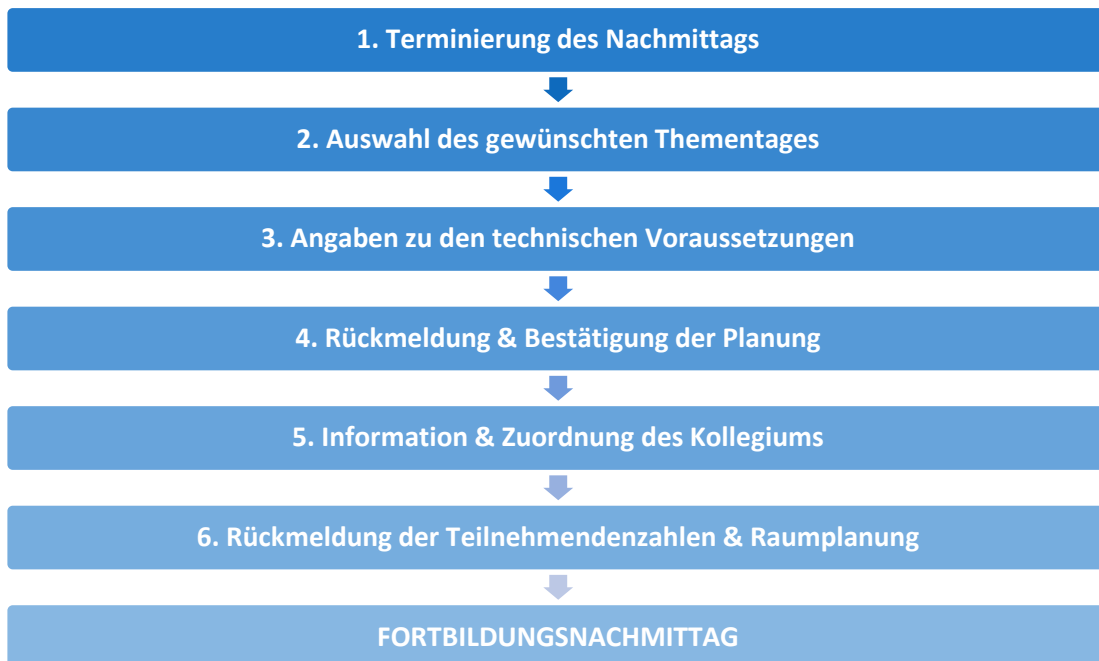 1. Terminierung des Nachmittags
2. Auswahl des gewünschten Thementages
3. Angaben zu den technischen Voraussetzungen
4. Rückmeldung & Bestätigung der Planung
5. Information & Zuordnung des Kollegiums
6. Rückmeldung der Teilnehmendenzahlen & Raumplanung
FORTBILDUNGSNACHMITTAG